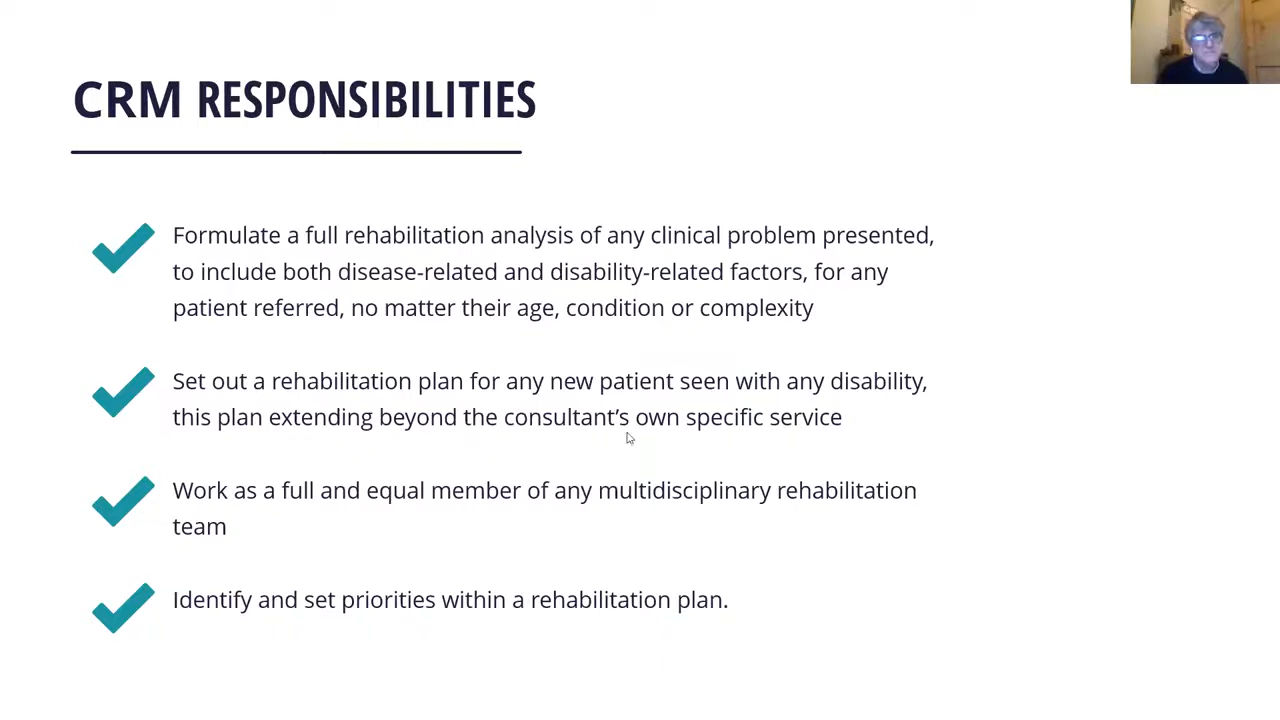 CRM RESPONSIBILITIES
Formulate a full rehabilitation analysis of any clinical problem presented,
to include both disease-related and disability-related factors, for any
patient referred, no matter their age, condition or complexity
Set out a rehabilitation plan for any new patient seen with any disability,
this plan extending beyond the consultant’s own specific service
Work as a full and equal member of any multidisciplinary rehabilitation
team
Identify and set priorities within a rehabilitation plan.